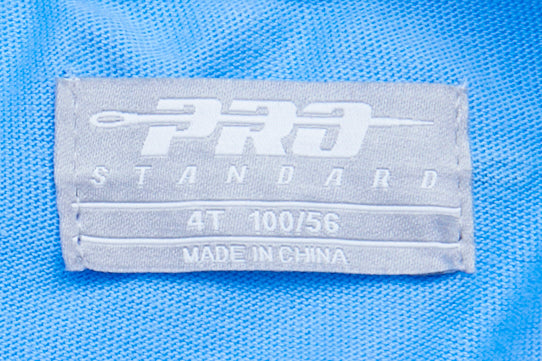 PRO
STANDARD
4T 100/56
MADE IN CHINA